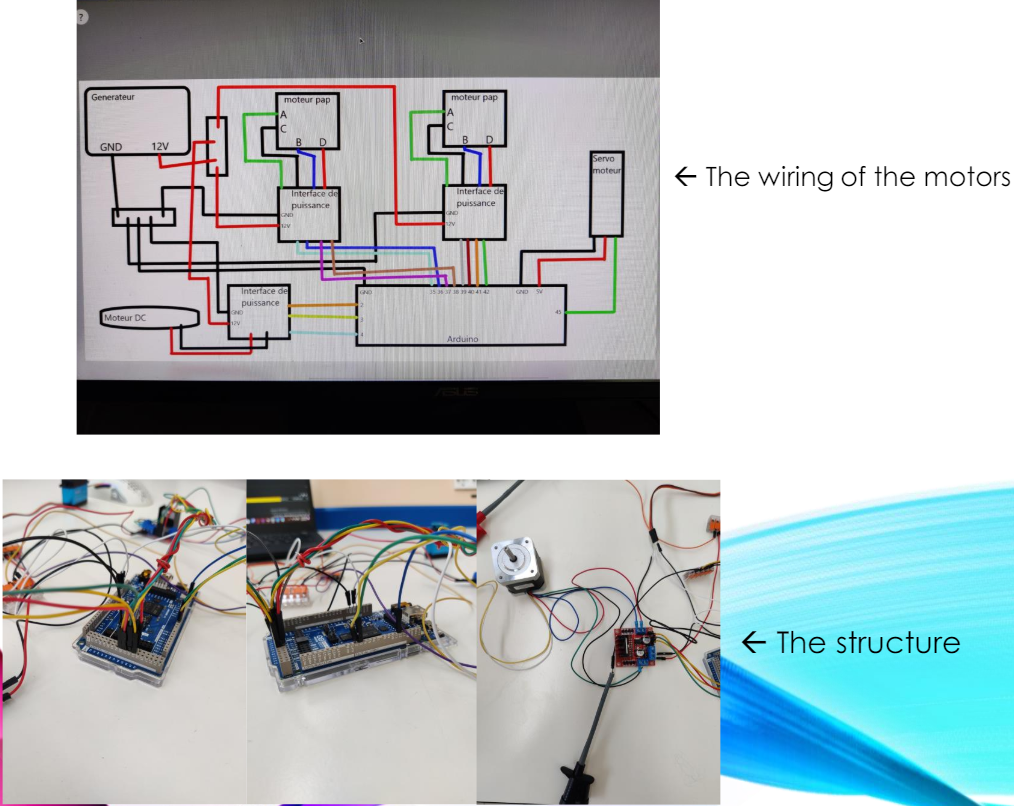 ?
Generateur
GND 12V
moteur pap
A
C
B D
moteur pap
A
C
B D
Servo
moteur
Interface de
puissance
GND
12V
Interface de
puissance
GND
12V
Interface de
puissance
GND
12V
Moteur DC
GND
35 36 37 38 39 40 41 42
GND
5V
45
Arduino
ASUS
← The wiring of the motors
← The structure